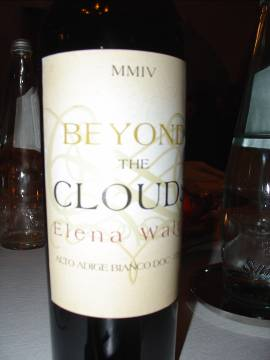 MMIV
BEYOND
THE
CLOUDS
Elena
ALTO ADIGE BIANCO DOC